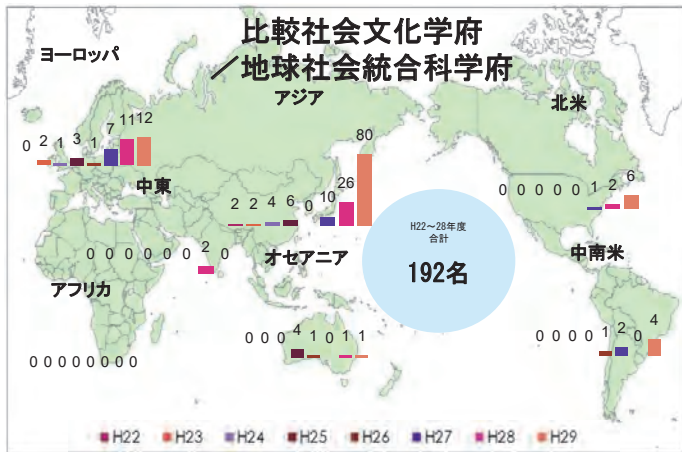 比較社会文化学府
／地球社会統合科学府
ヨーロッパ
アジア
北米
0 2 1 3 1 7 11 12
中東
2 2 4 6 0 10 26 80
0 0 0 0 0 1 2 6
H22～28年度
合計
192名
0 0 0 0 0 0 2 0
オセアニア
中南米
アフリカ
0 0 0 4 1 0 1 1
0 0 0 0 1 2 0 4
0 0 0 0 0 0 0 0
H22 H23 H24 H25 H26 H27 H28 H29